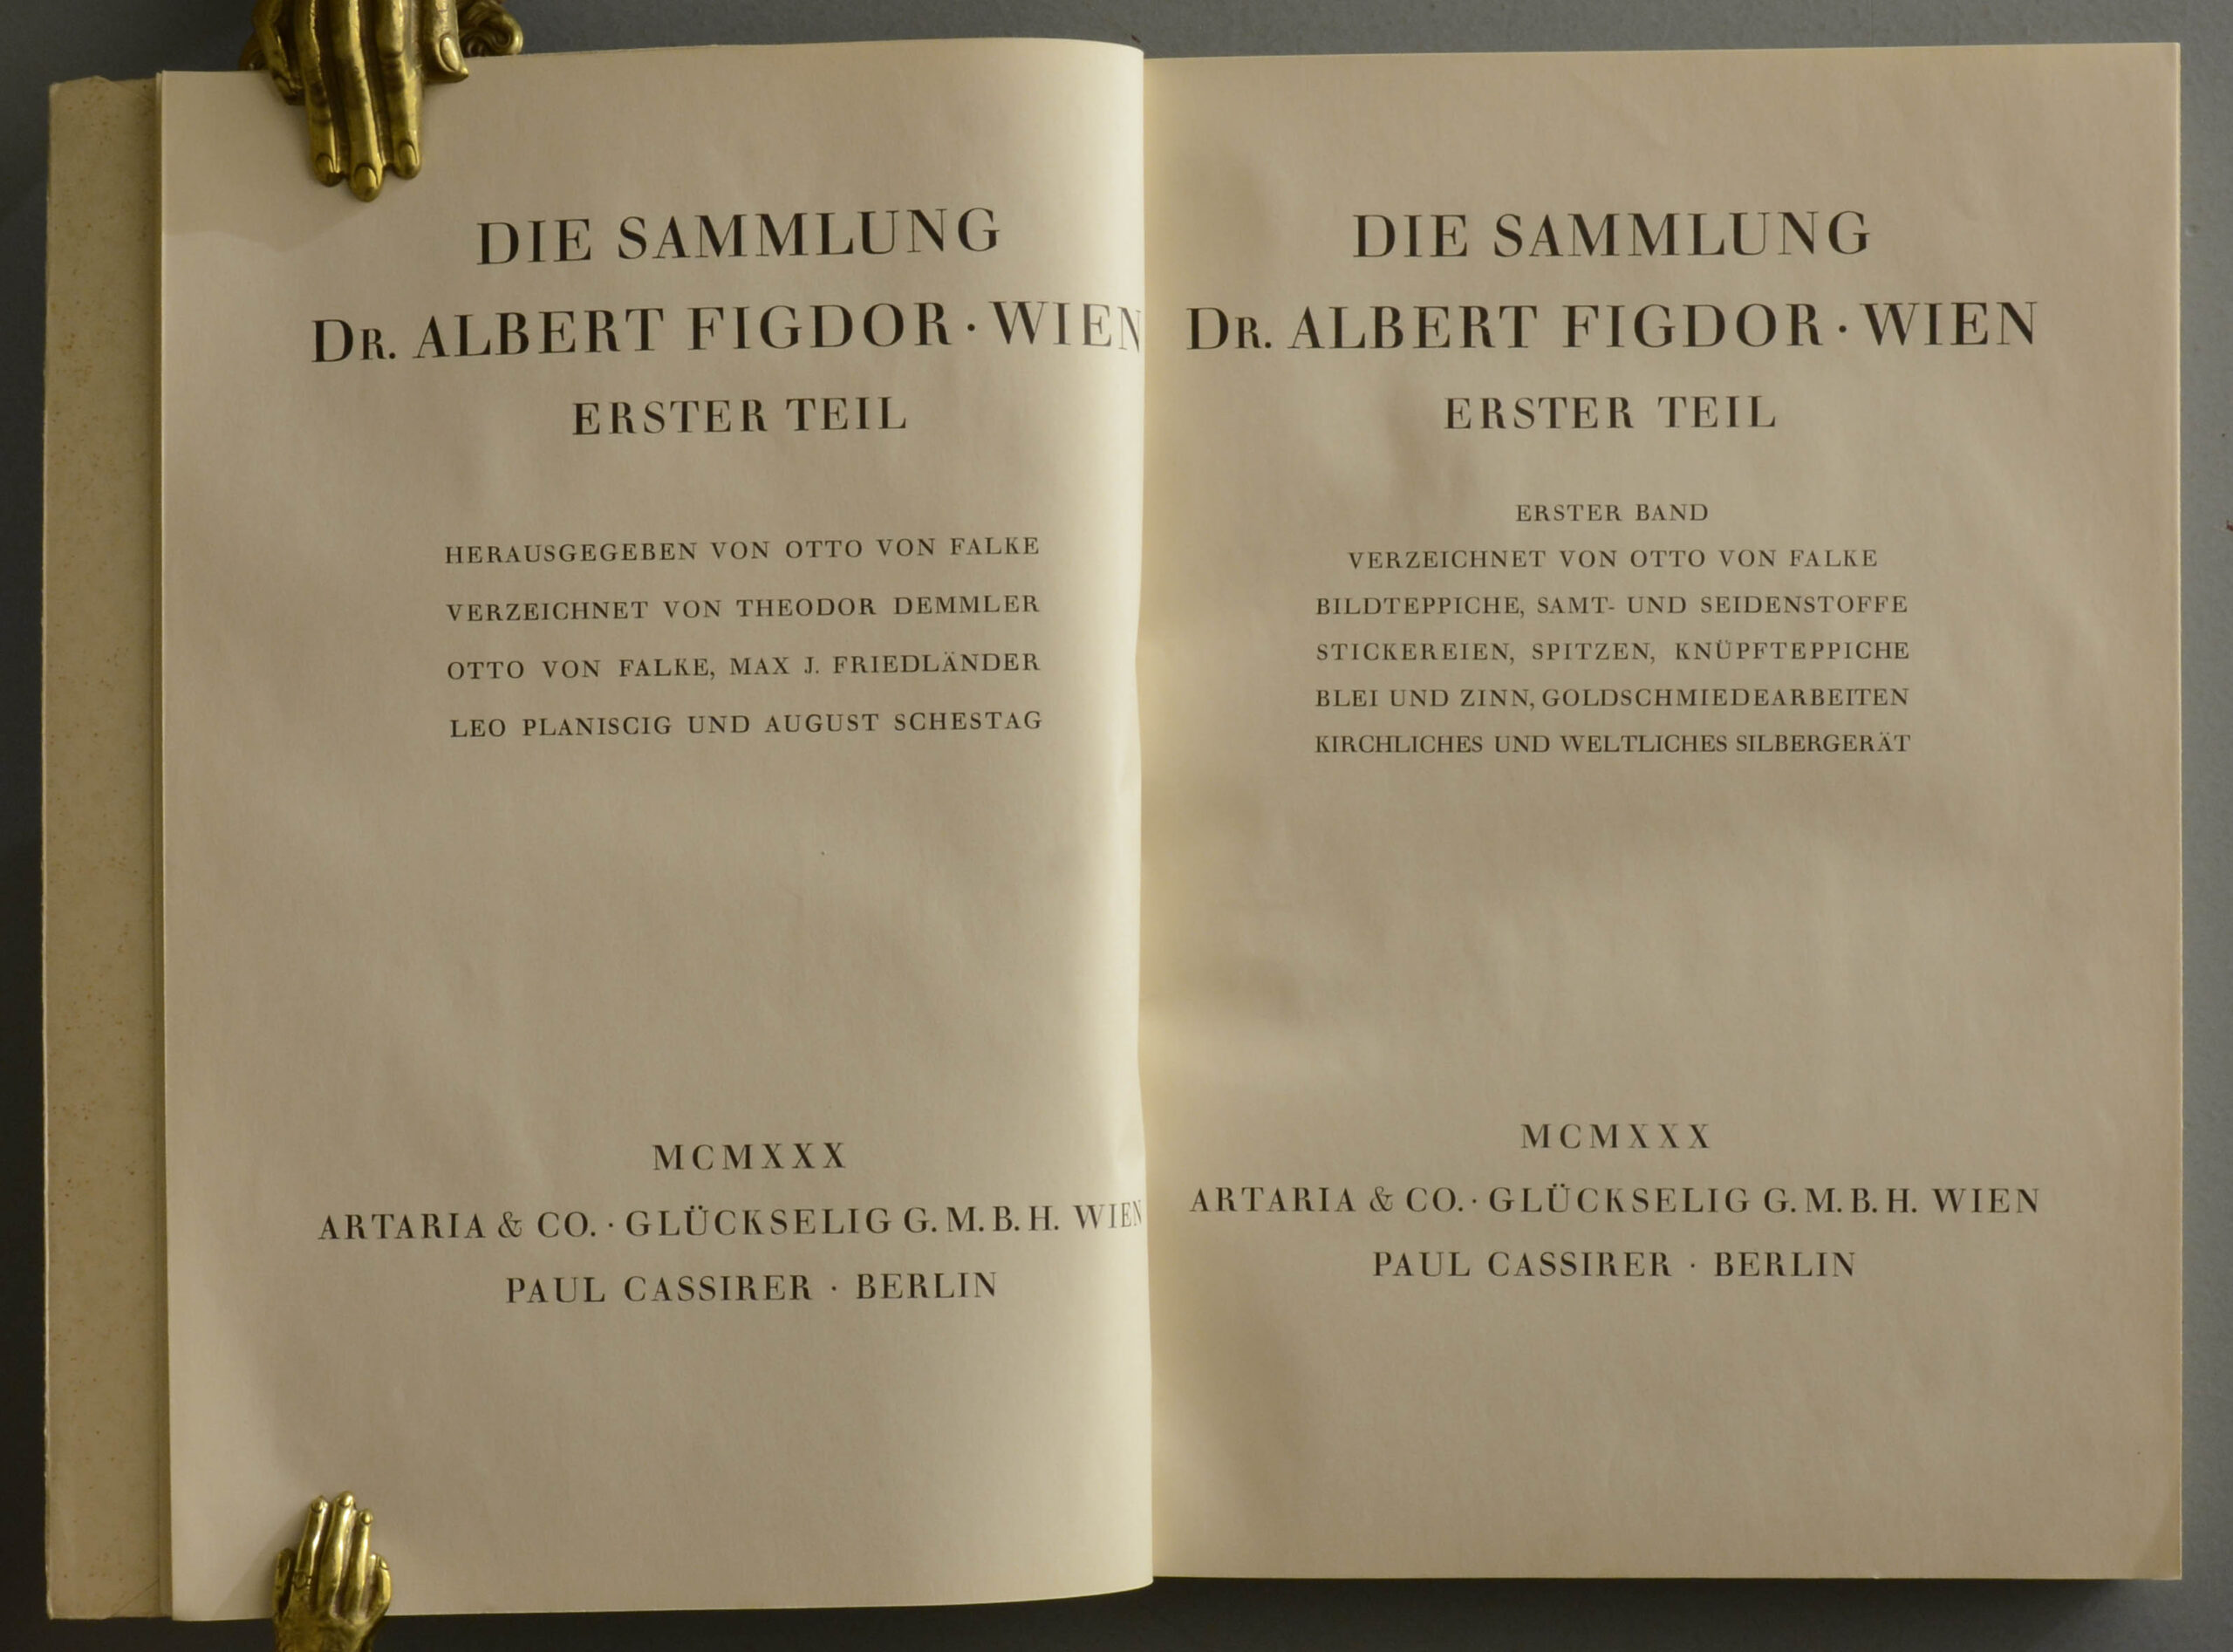 DIE SAMMLUNG
DR. ALBERT FIGDOR · WIEN
ERSTER TEIL
HERAUSGEGEBEN VON OTTO VON FALKE
VERZEICHNET VON THEODOR DEMMLER
OTTO VON FALKE, MAX J. FRIEDLÄNDER
LEO PLANISCIG UND AUGUST SCHESTAG
MCMXXX
ARTARIA & CO. · GLÜCKSELIG G. M. B. H. WIEN
PAUL CASSIRER · BERLIN
DIE SAMMLUNG
DR. ALBERT FIGDOR · WIEN
ERSTER TEIL
ERSTER BAND
VERZEICHNET VON OTTO VON FALKE
BILDTEPPICHE, SAMT- UND SEIDENSTOFFE
STICKEREIEN, SPITZEN, KNÜPFTEPPICHE
BLEI UND ZINN, GOLDSCHMIEDEARBEITEN
KIRCHLICHES UND WELTLICHES SILBERGERÄT
MCMXXX
ARTARIA & CO. · GLÜCKSELIG G. M. B. H. WIEN
PAUL CASSIRER · BERLIN